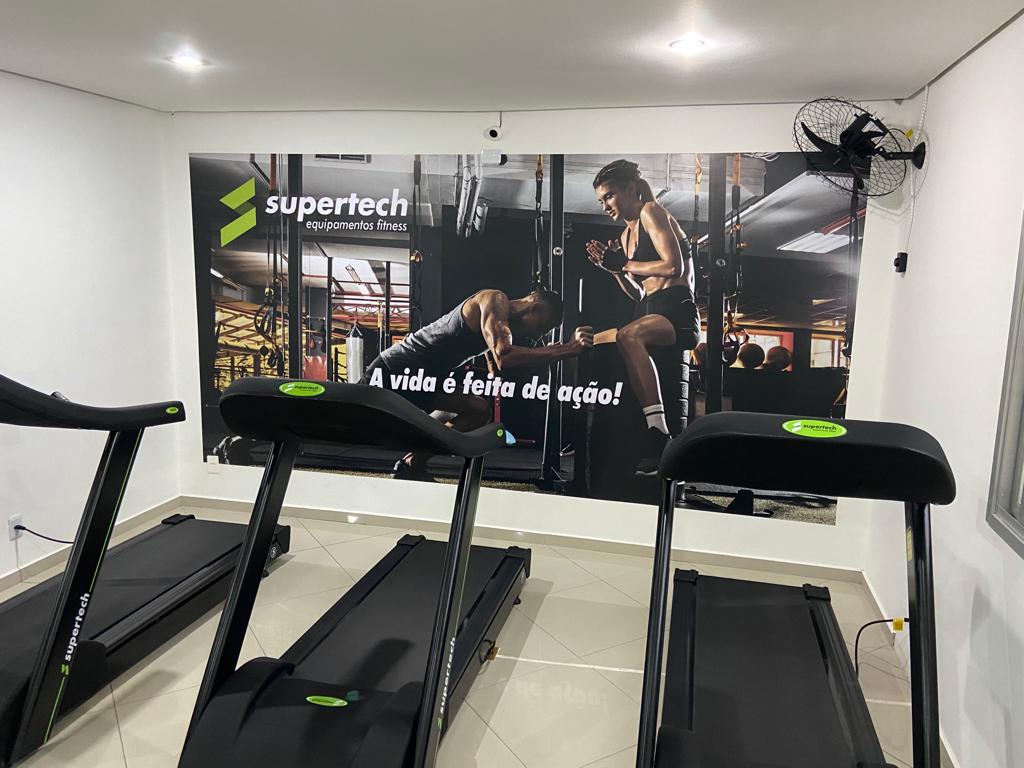 supertech
equipamentos fitness
A vida é feita de ação!
supertech
supertech
supertech
supertech